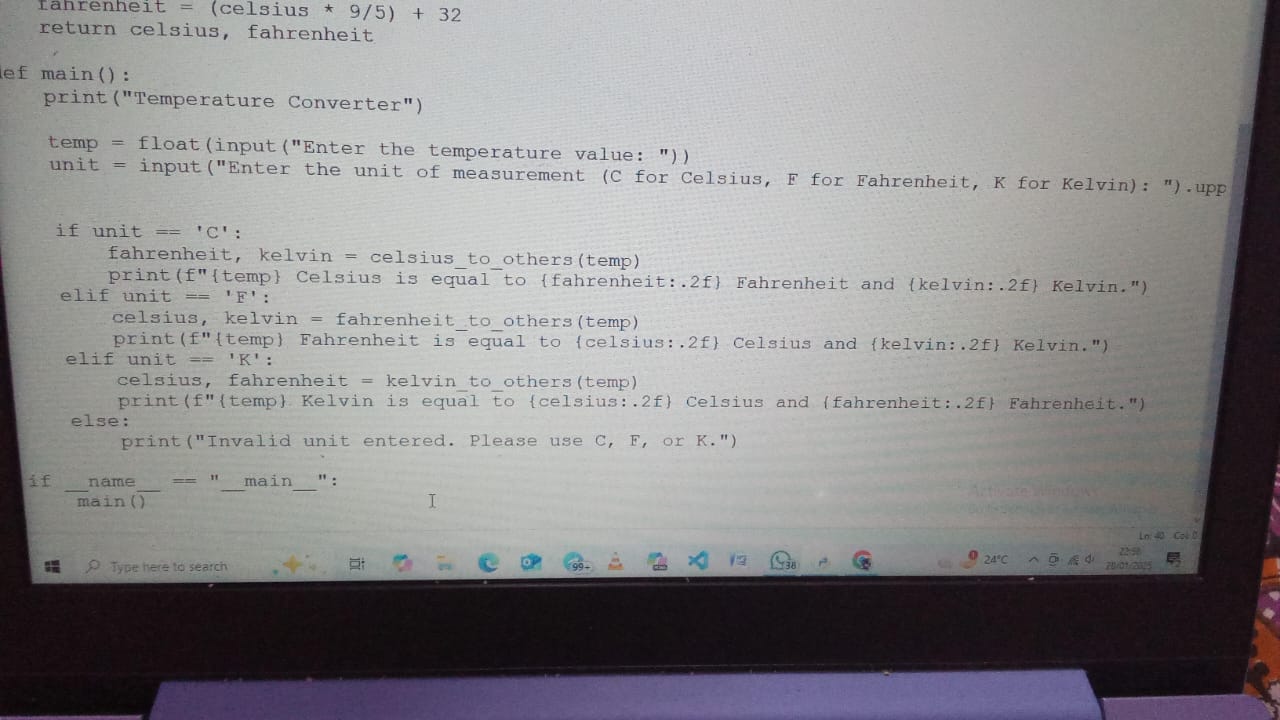 fahrenheit = (celsius * 9/5) + 32
return celsius, fahrenheit
ef main():
print("Temperature Converter")
temp = float(input("Enter the temperature value: "))
unit = input("Enter the unit of measurement (C for Celsius, F for Fahrenheit, K for Kelvin): ").upp
if unit == 'C':
fahrenheit, kelvin = celsius_to_others(temp)
print(f"{temp} Celsius is equal to {fahrenheit:.2f} Fahrenheit and {kelvin:.2f} Kelvin.")
elif unit == 'F':
celsius, kelvin = fahrenheit_to_others(temp)
print(f"{temp} Fahrenheit is equal to {celsius:.2f} Celsius and {kelvin:.2f} Kelvin.")
elif unit == 'K':
celsius, fahrenheit = kelvin_to_others(temp)
print(f"{temp} Kelvin is equal to {celsius:.2f} Celsius and {fahrenheit:.2f} Fahrenheit.")
else:
print("Invalid unit entered. Please use C, F, or K.")
if __name__ == "__main__":
main()
Activate Windows
Ln: 40 Col: 0
Type here to search
99+
38
24°C
22:58
28/01/2025